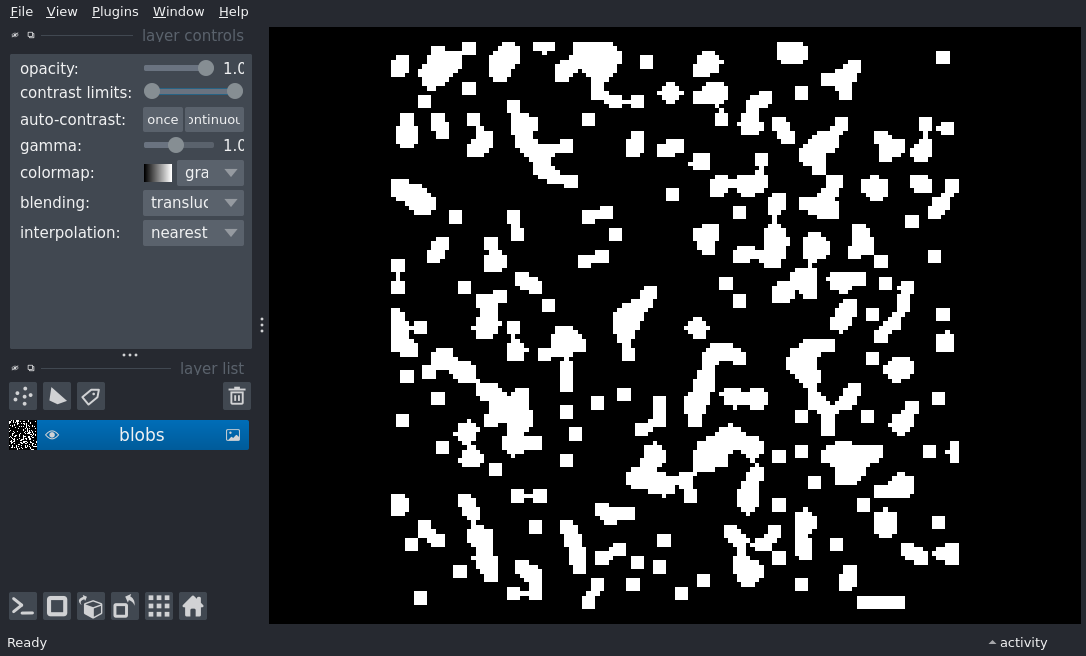 File View Plugins Window Help
layer controls
opacity: 1.0
contrast limits:
auto-contrast: once ontinuou
gamma: 1.0
colormap: gra
blending: transluc
interpolation: nearest
layer list
blobs
Ready
activity